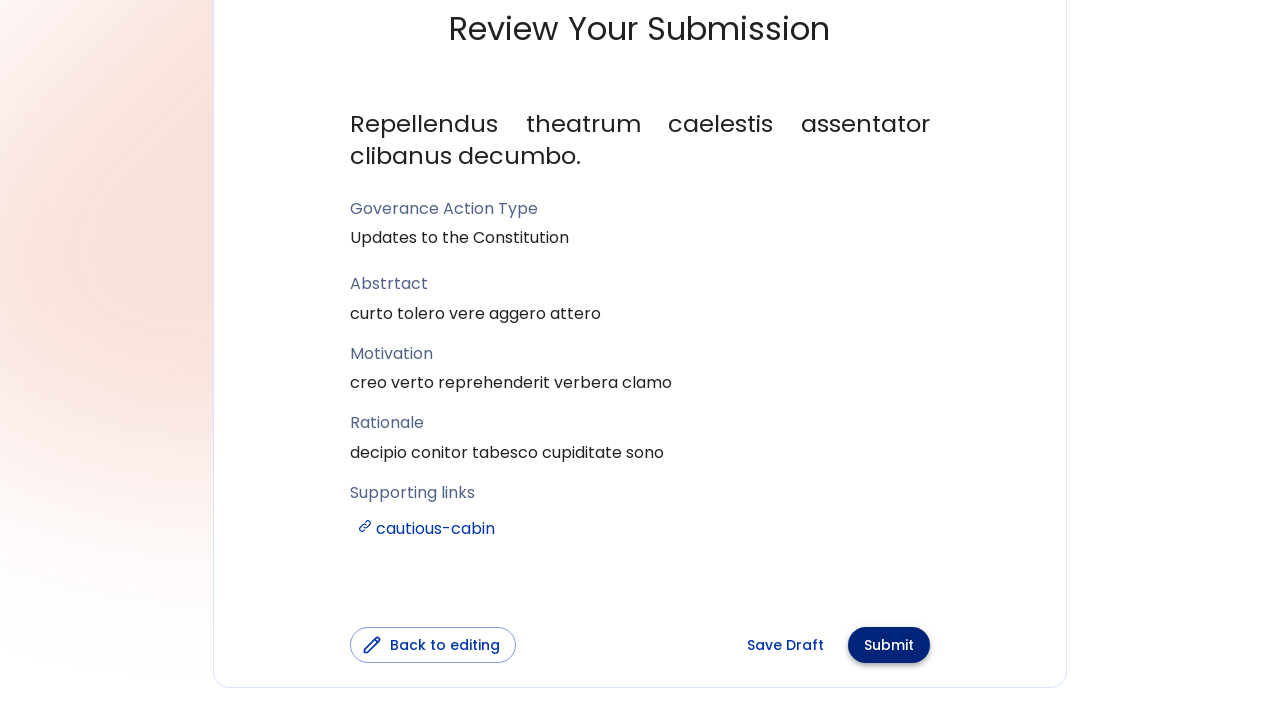 Review Your Submission
Repellendus theatrum caelestis assentator
clibanus decumbo.
Goverance Action Type
Updates to the Constitution
Abstrtact
curto tolero vere aggero attero
Motivation
creo verto reprehenderit verbera clamo
Rationale
decipio conitor tabesco cupiditate sono
Supporting links
cautious-cabin
Back to editing
Save Draft
Submit